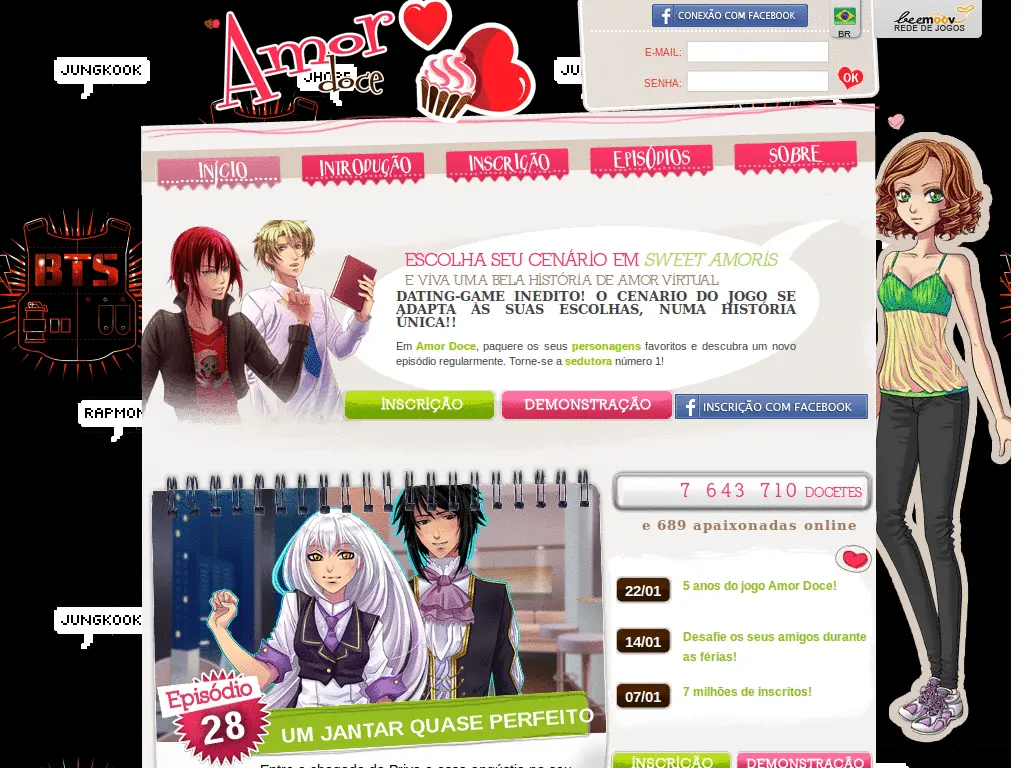 Amor doce
CONEXÃO COM FACEBOOK
BR
beemoov
REDE DE JOGOS
E-MAIL:
SENHA:
OK
JUNGKOOK
JHOPE
JU
INÍCIO
INTRODUÇÃO
INSCRIÇÃO
EPISÓDIOS
SOBRE
BTS
ESCOLHA SEU CENÁRIO EM SWEET AMORIS
E VIVA UMA BELA HISTÓRIA DE AMOR VIRTUAL
DATING-GAME INEDITO! O CENARIO DO JOGO SE
ADAPTA ÀS SUAS ESCOLHAS, NUMA HISTÓRIA
ÚNICA!!
Em Amor Doce, paquere os seus personagens favoritos e descubra um novo
episódio regularmente. Torne-se a sedutora número 1!
RAPMON
INSCRIÇÃO
DEMONSTRAÇÃO
INSCRIÇÃO COM FACEBOOK
7 643 710 DOCETES
e 689 apaixonadas online
22/01 5 anos do jogo Amor Doce!
14/01 Desafie os seus amigos durante
as férias!
07/01 7 milhões de inscritos!
JUNGKOOK
Episódio
28
UM JANTAR QUASE PERFEITO
INSCRIÇÃO
DEMONSTRAÇÃO